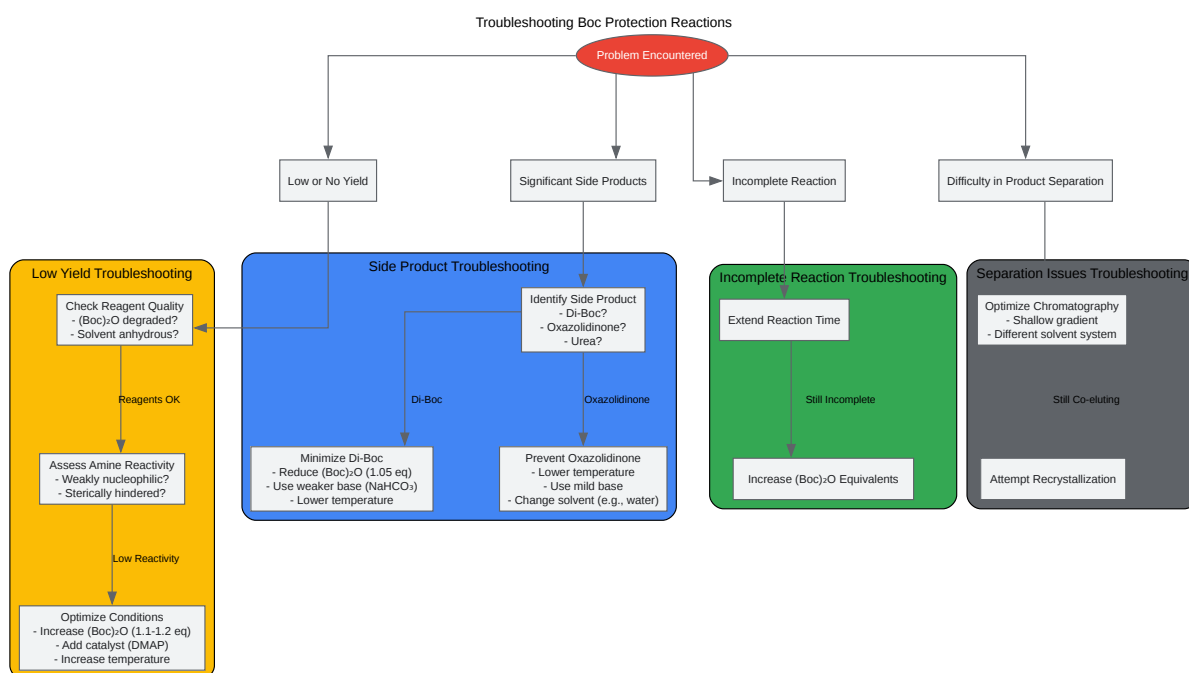 Troubleshooting Boc Protection Reactions
Problem Encountered
Low or No Yield
Significant Side Products
Incomplete Reaction
Difficulty in Product Separation
Low Yield Troubleshooting
Check Reagent Quality
- (Boc)₂O degraded?
- Solvent anhydrous?
Reagents OK
Assess Amine Reactivity
- Weakly nucleophilic?
- Sterically hindered?
Low Reactivity
Optimize Conditions
- Increase (Boc)₂O (1.1-1.2 eq)
- Add catalyst (DMAP)
- Increase temperature
Side Product Troubleshooting
Identify Side Product
- Di-Boc?
- Oxazolidinone?
- Urea?
Di-Boc
Oxazolidinone
Minimize Di-Boc
- Reduce (Boc)₂O (1.05 eq)
- Use weaker base (NaHCO₃)
- Lower temperature
Prevent Oxazolidinone
- Lower temperature
- Use mild base
- Change solvent (e.g., water)
Incomplete Reaction Troubleshooting
Extend Reaction Time
Still Incomplete
Increase (Boc)₂O Equivalents
Separation Issues Troubleshooting
Optimize Chromatography
- Shallow gradient
- Different solvent system
Still Co-eluting
Attempt Recrystallization